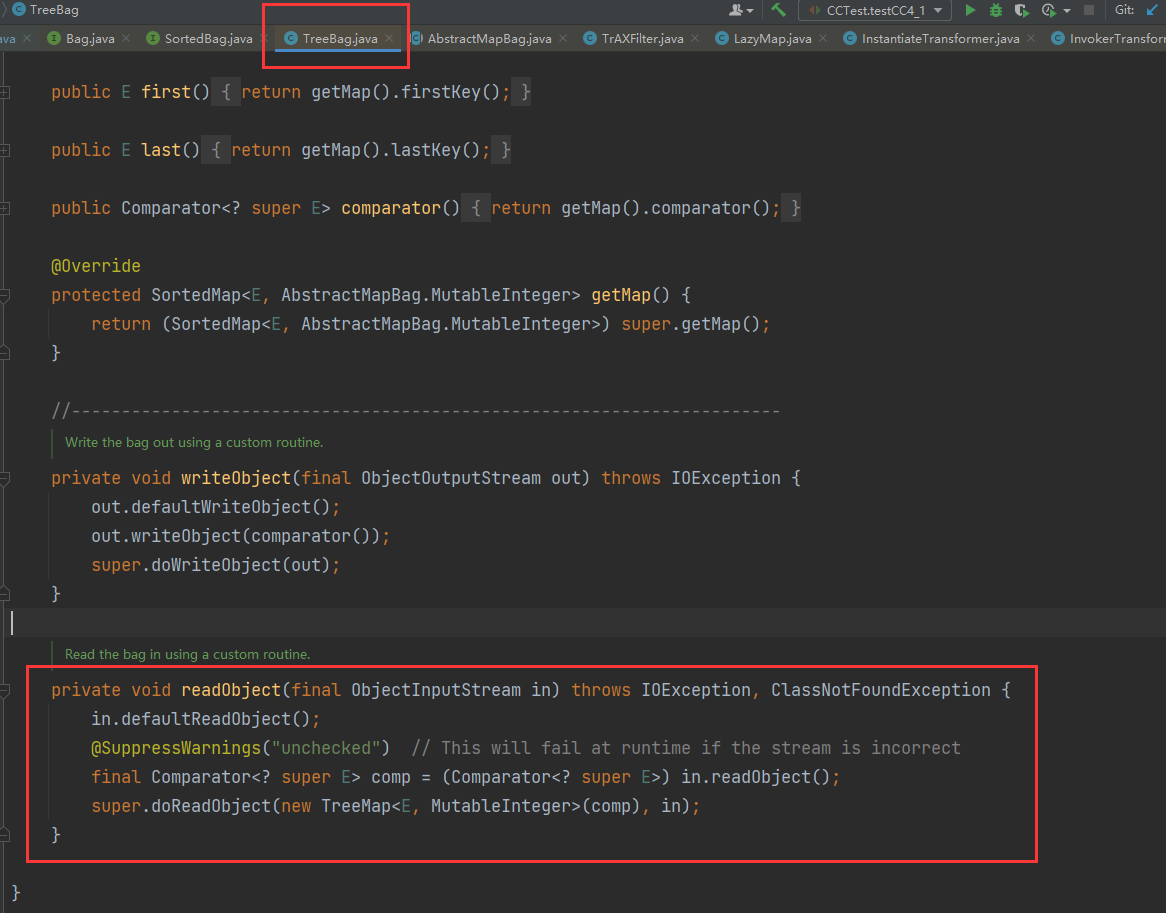 TreeBag
CCTest.testCC4_1
Git:
ava
Bag.java
SortedBag.java
TreeBag.java
AbstractMapBag.java
TrAXFilter.java
LazyMap.java
InstantiateTransformer.java
InvokerTransfor
public E first() { return getMap().firstKey(); }
public E last() { return getMap().lastKey(); }
public Comparator<? super E> comparator() { return getMap().comparator(); }
@Override
protected SortedMap<E, AbstractMapBag.MutableInteger> getMap() {
return (SortedMap<E, AbstractMapBag.MutableInteger>) super.getMap();
}
//-----------------------------------------------------------------------
Write the bag out using a custom routine.
private void writeObject(final ObjectOutputStream out) throws IOException {
out.defaultWriteObject();
out.writeObject(comparator());
super.doWriteObject(out);
}
Read the bag in using a custom routine.
private void readObject(final ObjectInputStream in) throws IOException, ClassNotFoundException {
in.defaultReadObject();
@SuppressWarnings("unchecked")  // This will fail at runtime if the stream is incorrect
final Comparator<? super E> comp = (Comparator<? super E>) in.readObject();
super.doReadObject(new TreeMap<E, MutableInteger>(comp), in);
}
}